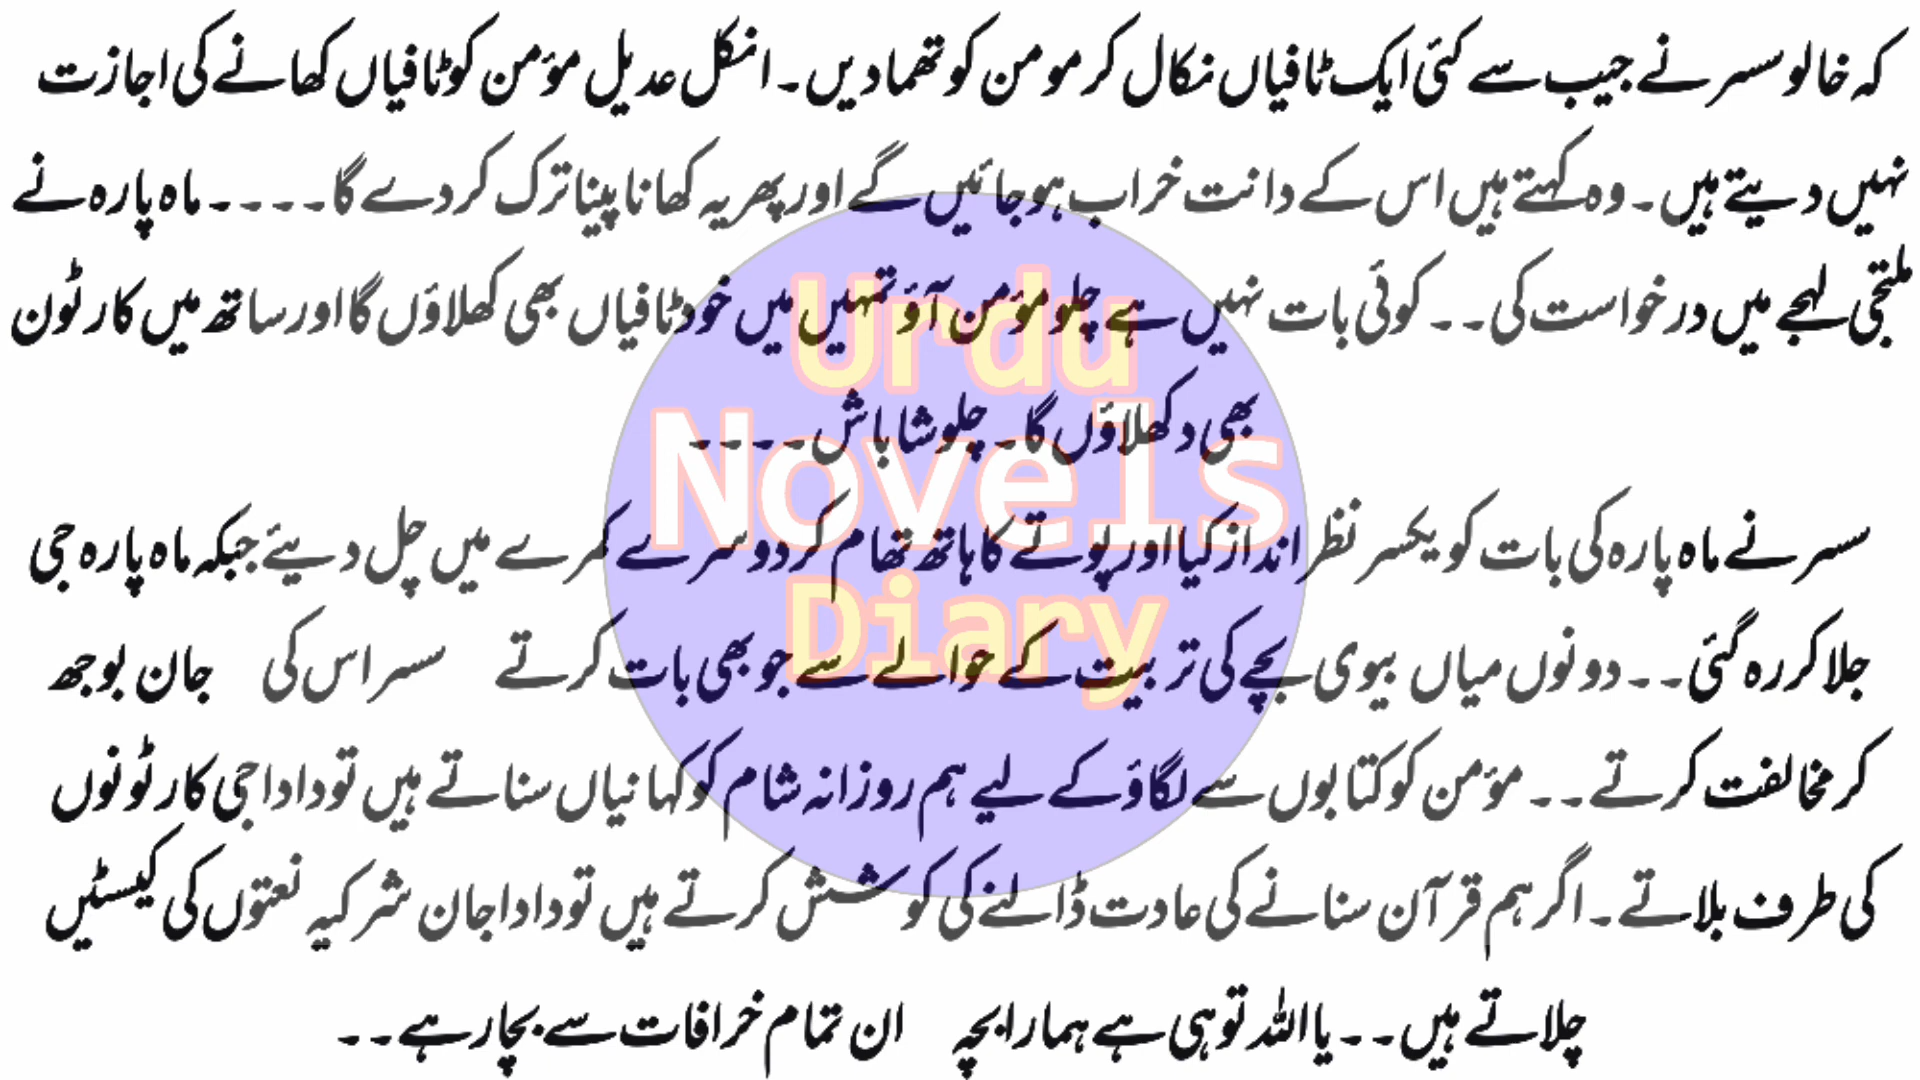 کہ خالو سسر نے جیب سے کئی ایک ٹافیاں نکال کر مومن کو تھما دیں۔ انکل عدیل مؤمن کو ٹافیاں کھانے کی اجازت
نہیں دیتے ہیں۔ وہ کہتے ہیں اس کے دانت خراب ہو جائیں گے اور پھر یہ کھانا پینا ترک کر دے گا۔۔۔۔ ماہ پارہ نے
ملتجی لہجے میں درخواست کی۔۔ کوئی بات نہیں ہے چلو مؤمن آؤ تمہیں میں خود ٹافیاں بھی کھلاؤں گا اور ساتھ میں کارٹون
بھی دکھلاؤں گا۔ چلو شاباش۔۔۔۔
سسر نے ماہ پارہ کی بات کو یکسر نظر انداز کیا اور پوتے کا ہاتھ تھام کر دوسرے کمرے میں چل دیئے جبکہ ماہ پارہ جی
جلا کر رہ گئی۔۔ دونوں میاں بیوی بچے کی تربیت کے حوالے سے جو بھی بات کرتے سسر اس کی جان بوجھ
کر مخالفت کرتے۔۔ مؤمن کو کتابوں سے لگاؤ کے لیے ہم روزانہ شام کو کہانیاں سناتے ہیں تو دادا جی کارٹونوں
کی طرف بلاتے۔ اگر ہم قرآن سنانے کی عادت ڈالنے کی کوشش کرتے ہیں تو دادا جان شرکیہ نعتوں کی کیسٹیں
چلاتے ہیں۔۔ یا اللہ تو ہی ہے ہمارا بچہ ان تمام خرافات سے بچا رہے۔۔
Urdu
Novels
Diary